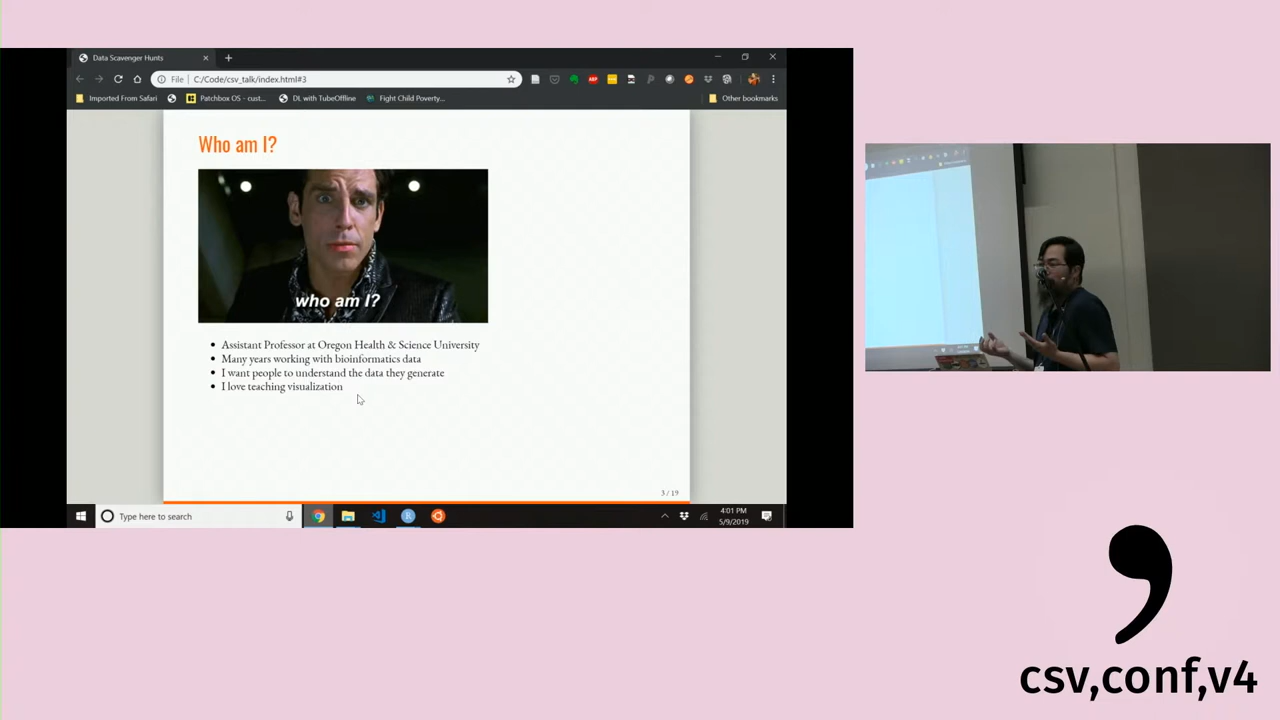 Data Scavenger Hunts
File
C:/Code/csv_talk/index.html#3
Imported From Safari
Patchbox OS - cust...
DL with TubeOffline
Fight Child Poverty...
Other bookmarks
Who am I?
who am I?
Assistant Professor at Oregon Health & Science University
Many years working with bioinformatics data
I want people to understand the data they generate
I love teaching visualization
3 / 19
Type here to search
4:01 PM
5/9/2019
,
csv,conf,v4